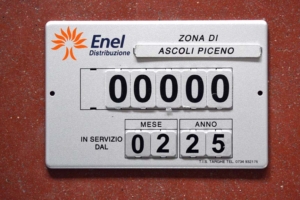 Enel
Distribuzione
ZONA DI
ASCOLI PICENO
00000
MESE ANNO
IN SERVIZIO
DAL
02 25